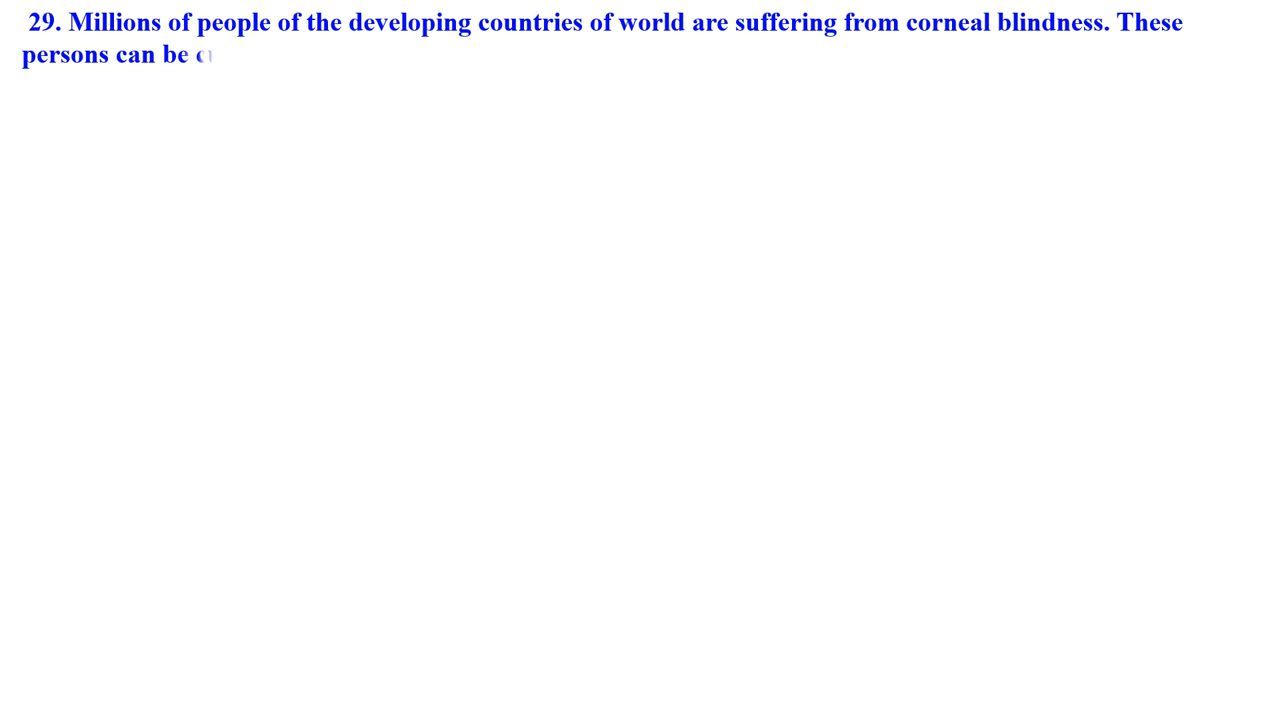 29. Millions of people of the developing countries of world are suffering from corneal blindness. These
persons can be